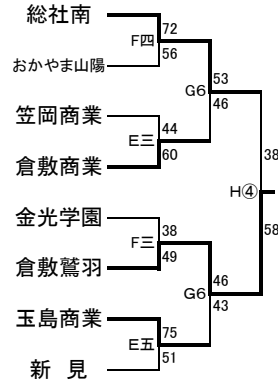 総社南
72
F四
56
おかやま山陽
53
G6
46
笠岡商業
44
E三
60
倉敷商業
38
H④
58
金光学園
38
F三
49
倉敷鷲羽
46
G6
43
玉島商業
75
E五
51
新 見